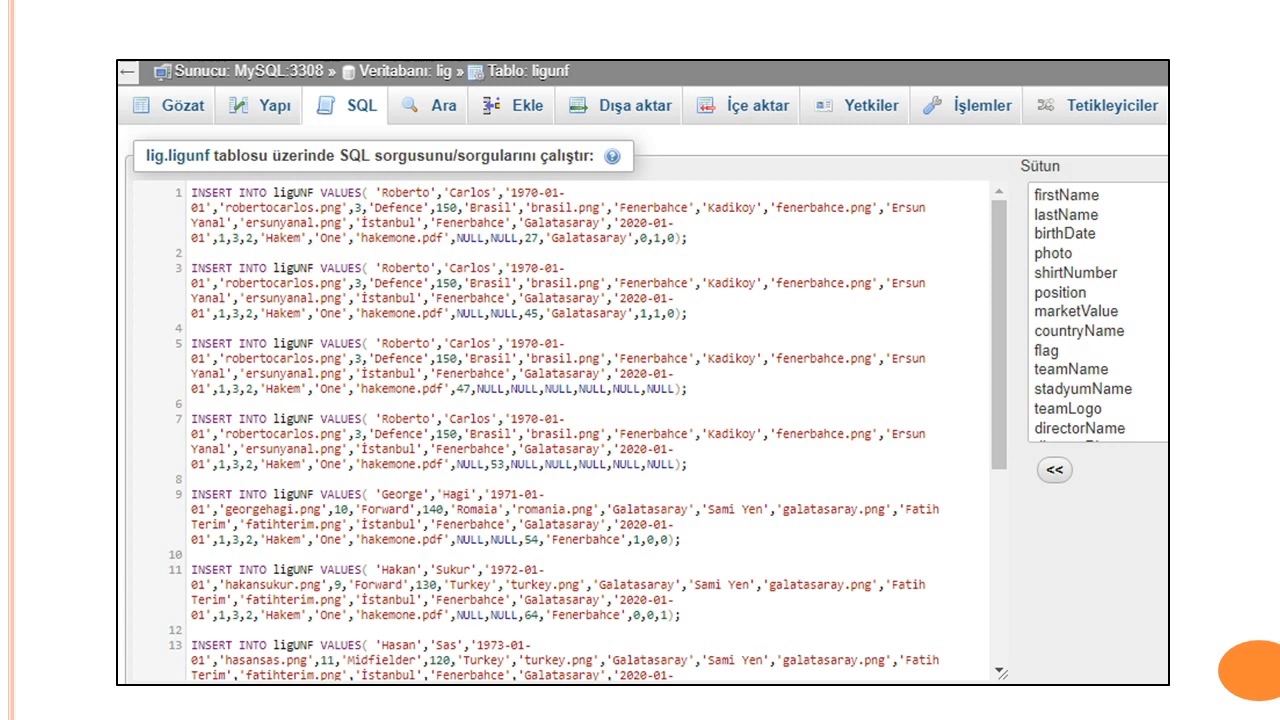 Sunucu: MySQL:3308 » Veritabanı: lig » Tablo: ligunf
Gözat Yapı SQL Ara Ekle Dışa aktar İçe aktar Yetkiler İşlemler Tetikleyiciler
lig.ligunf tablosu üzerinde SQL sorgusunu/sorgularını çalıştır:
1 INSERT INTO ligUNF VALUES( 'Roberto','Carlos','1970-01-
01','robertocarlos.png',3,'Defence',150,'Brasil','brasil.png','Fenerbahce','Kadikoy','fenerbahce.png','Ersun
Yanal','ersunyanal.png','İstanbul','Fenerbahce','Galatasaray','2020-01-
01',1,3,2,'Hakem','One','hakemone.pdf',NULL,NULL,27,'Galatasaray',0,1,0);
2
3 INSERT INTO ligUNF VALUES( 'Roberto','Carlos','1970-01-
01','robertocarlos.png',3,'Defence',150,'Brasil','brasil.png','Fenerbahce','Kadikoy','fenerbahce.png','Ersun
Yanal','ersunyanal.png','İstanbul','Fenerbahce','Galatasaray','2020-01-
01',1,3,2,'Hakem','One','hakemone.pdf',NULL,NULL,45,'Galatasaray',1,1,0);
4
5 INSERT INTO ligUNF VALUES( 'Roberto','Carlos','1970-01-
01','robertocarlos.png',3,'Defence',150,'Brasil','brasil.png','Fenerbahce','Kadikoy','fenerbahce.png','Ersun
Yanal','ersunyanal.png','İstanbul','Fenerbahce','Galatasaray','2020-01-
01',1,3,2,'Hakem','One','hakemone.pdf',47,NULL,NULL,NULL,NULL,NULL,NULL);
6
7 INSERT INTO ligUNF VALUES( 'Roberto','Carlos','1970-01-
01','robertocarlos.png',3,'Defence',150,'Brasil','brasil.png','Fenerbahce','Kadikoy','fenerbahce.png','Ersun
Yanal','ersunyanal.png','İstanbul','Fenerbahce','Galatasaray','2020-01-
01',1,3,2,'Hakem','One','hakemone.pdf',NULL,53,NULL,NULL,NULL,NULL,NULL);
8
9 INSERT INTO ligUNF VALUES( 'George','Hagi','1971-01-
01','georgehagi.png',10,'Forward',140,'Romaia','romania.png','Galatasaray','Sami Yen','galatasaray.png','Fatih
Terim','fatihterim.png','İstanbul','Fenerbahce','Galatasaray','2020-01-
01',1,3,2,'Hakem','One','hakemone.pdf',NULL,NULL,54,'Fenerbahce',1,0,0);
10
11 INSERT INTO ligUNF VALUES( 'Hakan','Sukur','1972-01-
01','hakansukur.png',9,'Forward',130,'Turkey','turkey.png','Galatasaray','Sami Yen','galatasaray.png','Fatih
Terim','fatihterim.png','İstanbul','Fenerbahce','Galatasaray','2020-01-
01',1,3,2,'Hakem','One','hakemone.pdf',NULL,NULL,64,'Fenerbahce',0,0,1);
12
13 INSERT INTO ligUNF VALUES( 'Hasan','Sas','1973-01-
01','hasansas.png',11,'Midfielder',120,'Turkey','turkey.png','Galatasaray','Sami Yen','galatasaray.png','Fatih
Terim','fatihterim.png','İstanbul','Fenerbahce','Galatasaray','2020-01-
Sütun
firstName
lastName
birthDate
photo
shirtNumber
position
marketValue
countryName
flag
teamName
stadyumName
teamLogo
directorName
<<